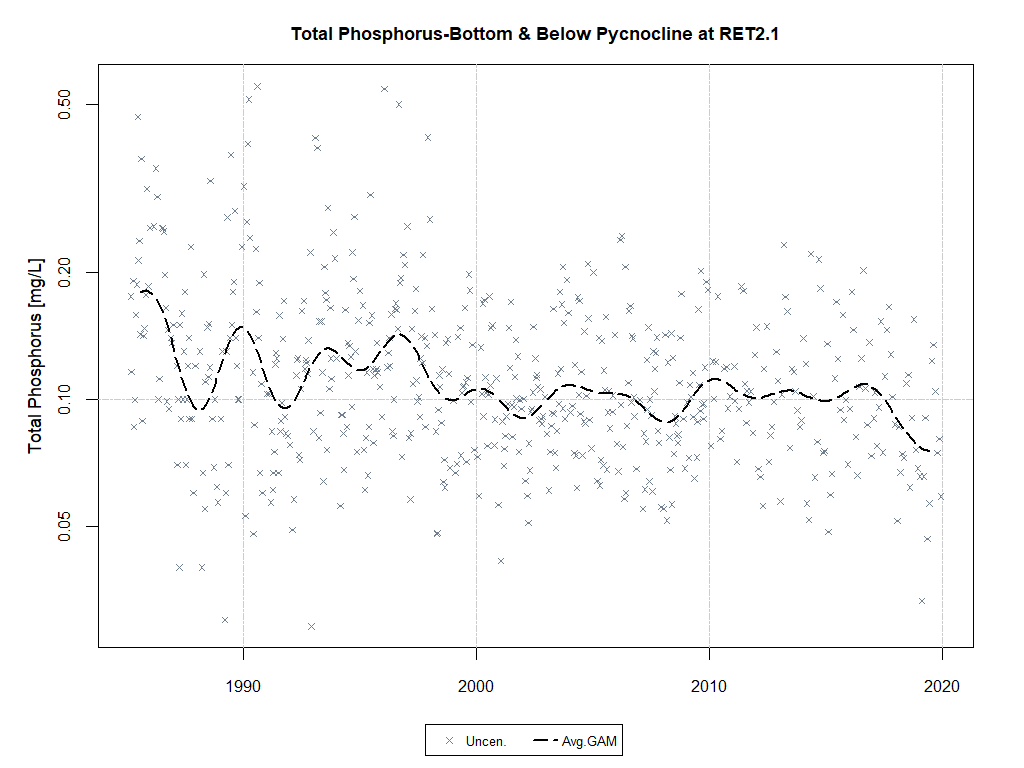 Total Phosphorus-Bottom & Below Pycnocline at RET2.1
Total Phosphorus [mg/L]
0.50
0.20
0.10
0.05
1990 2000 2010 2020
Uncen. Avg.GAM